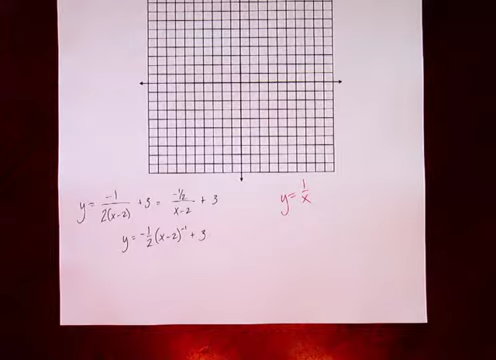 y = -1/2(x-2) + 3 = -1/2/x-2 + 3
y = 1/x
y = -1/2(x-2)⁻¹ + 3